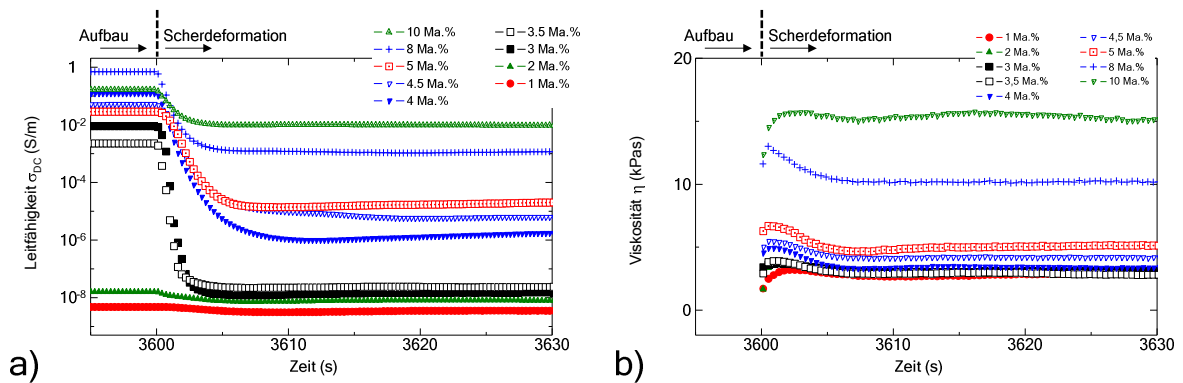 Aufbau
Scherdeformation
10 Ma.%
8 Ma.%
5 Ma.%
4.5 Ma.%
4 Ma.%
3.5 Ma.%
3 Ma.%
2 Ma.%
1 Ma.%
1
10⁻²
10⁻⁴
10⁻⁶
10⁻⁸
Leitfähigkeit σ_DC (S/m)
3600
3610
3620
3630
Zeit (s)
a)
Aufbau
Scherdeformation
1 Ma.%
2 Ma.%
3 Ma.%
3,5 Ma.%
4 Ma.%
4,5 Ma.%
5 Ma.%
8 Ma.%
10 Ma.%
20
10
0
Viskosität η (kPas)
3600
3610
3620
3630
Zeit (s)
b)